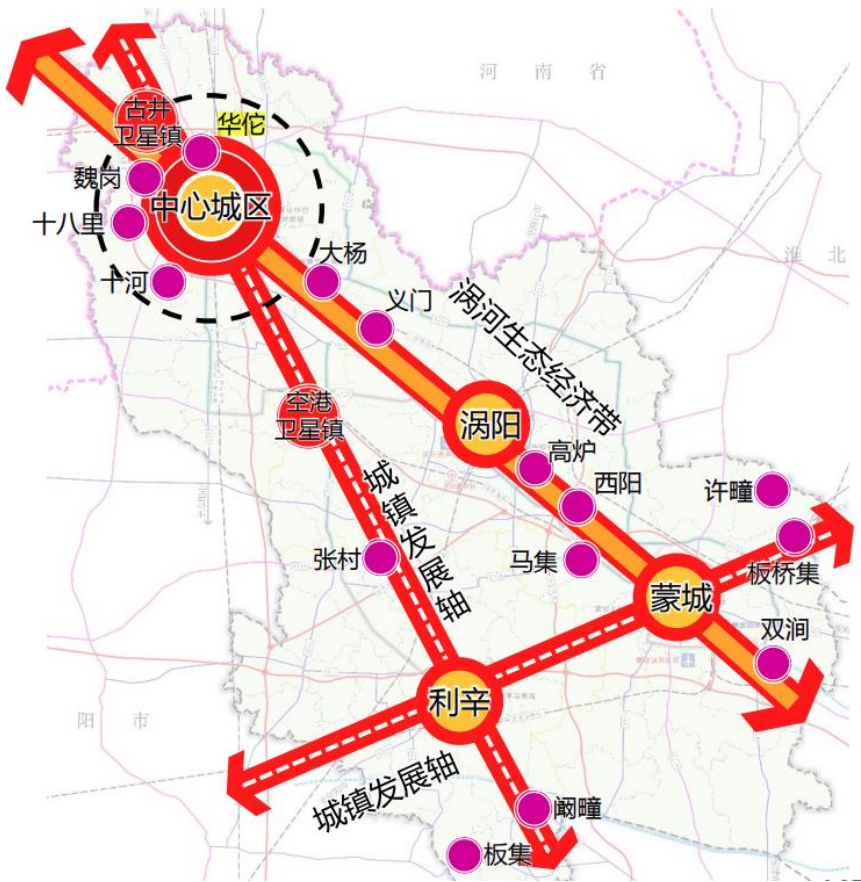 河南省
古井
卫星镇
华佗
魏岗
中心城区
十八里
淮北
十河
大杨
义门
涡河生态经济带
空港
卫星镇
涡阳
高炉
城镇发展轴
西阳
许疃
张村
马集
板桥集
蒙城
双涧
利辛
阳市
城镇发展轴
阚疃
板集